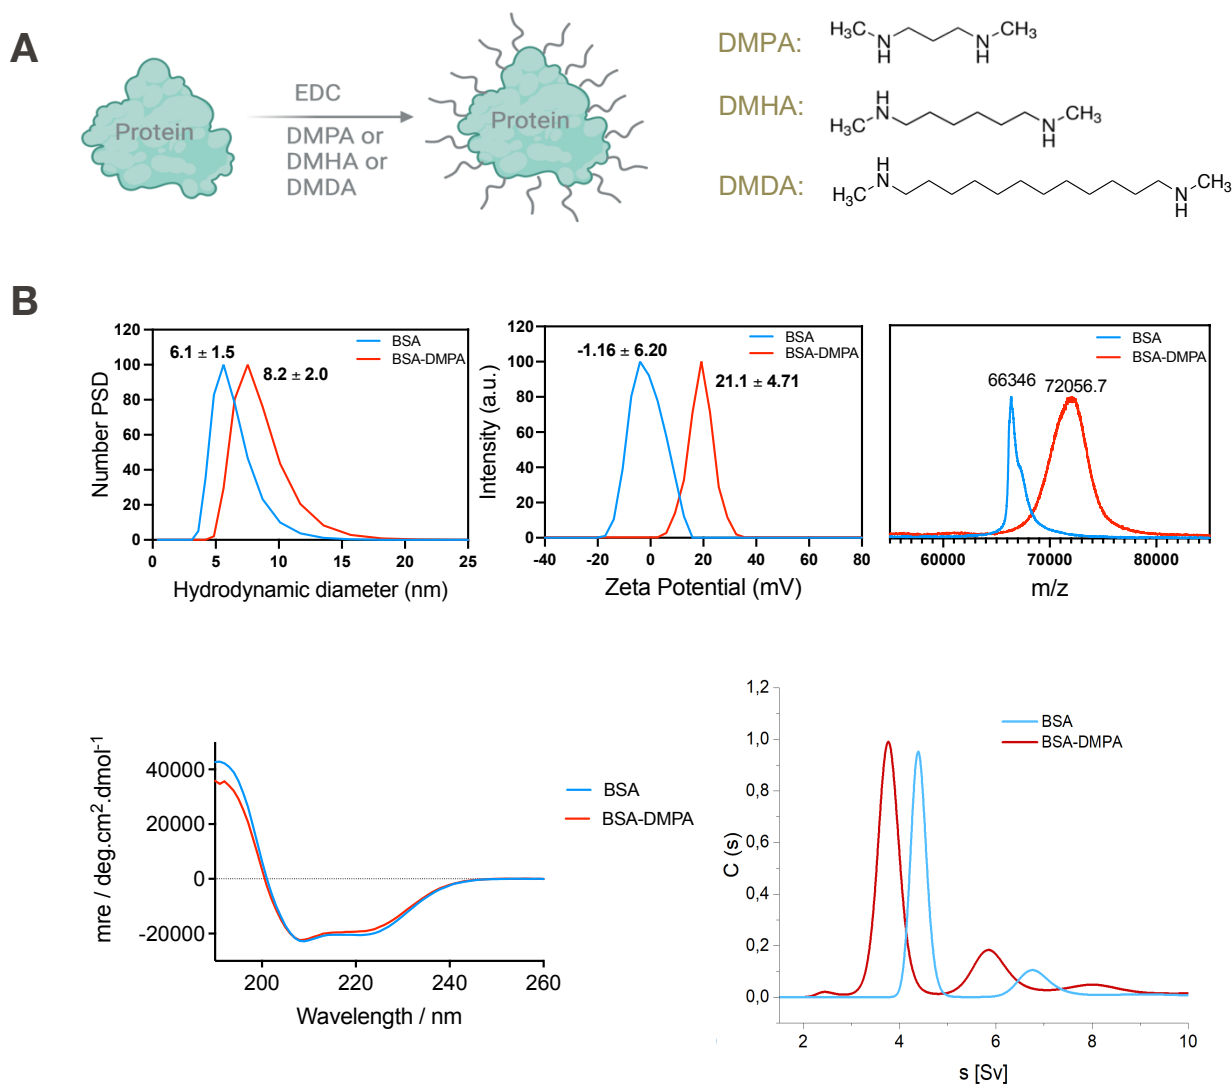 A
Protein
EDC
DMPA or
DMHA or
DMDA
Protein
DMPA:
H₃C
N
H
N
H
CH₃
DMHA:
H
N
H₃C
N
H
CH₃
DMDA:
H
N
H₃C
N
H
CH₃
B
120
100
80
60
40
20
0
0
5
10
15
20
25
Number PSD
Hydrodynamic diameter (nm)
6.1 ± 1.5
8.2 ± 2.0
BSA
BSA-DMPA
120
100
80
60
40
20
0
-40
-20
0
20
40
60
80
Intensity (a.u.)
Zeta Potential (mV)
-1.16 ± 6.20
21.1 ± 4.71
BSA
BSA-DMPA
BSA
BSA-DMPA
66346
72056.7
60000
70000
80000
m/z
40000
20000
0
-20000
200
220
240
260
mre / deg.cm².dmol⁻¹
Wavelength / nm
BSA
BSA-DMPA
1,2
1,0
0,8
0,6
0,4
0,2
0,0
2
4
6
8
10
C (s)
s [Sv]
BSA
BSA-DMPA